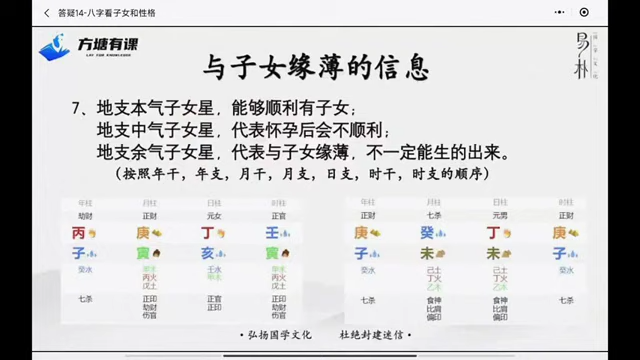 答疑14-八字看子女和性格
方塘有课
易朴
与子女缘薄的信息
7、地支本气子女星，能够顺利有子女；
地支中气子女星，代表怀孕后会不顺利；
地支余气子女星，代表与子女缘薄，不一定能生的出来。
（按照年干，年支，月干，月支，日支，时干，时支的顺序）
年柱 月柱 日柱 时柱
劫财 正财 元女 正官
丙 庚 丁 壬
子 寅 亥 寅
癸水 甲木 壬水 甲木
丙火 甲木 丙火
戊土 戊土
七杀 正印 正官 正印
劫财 正印 劫财
伤官 伤官
年柱 月柱 日柱 时柱
正财 七杀 元男 正财
庚 癸 丁 庚
子 未 未 子
癸水 己土 己土 癸水
丁火 丁火
乙木 乙木
七杀 食神 食神 七杀
比肩 比肩
偏印 偏印
·弘扬国学文化 杜绝封建迷信·